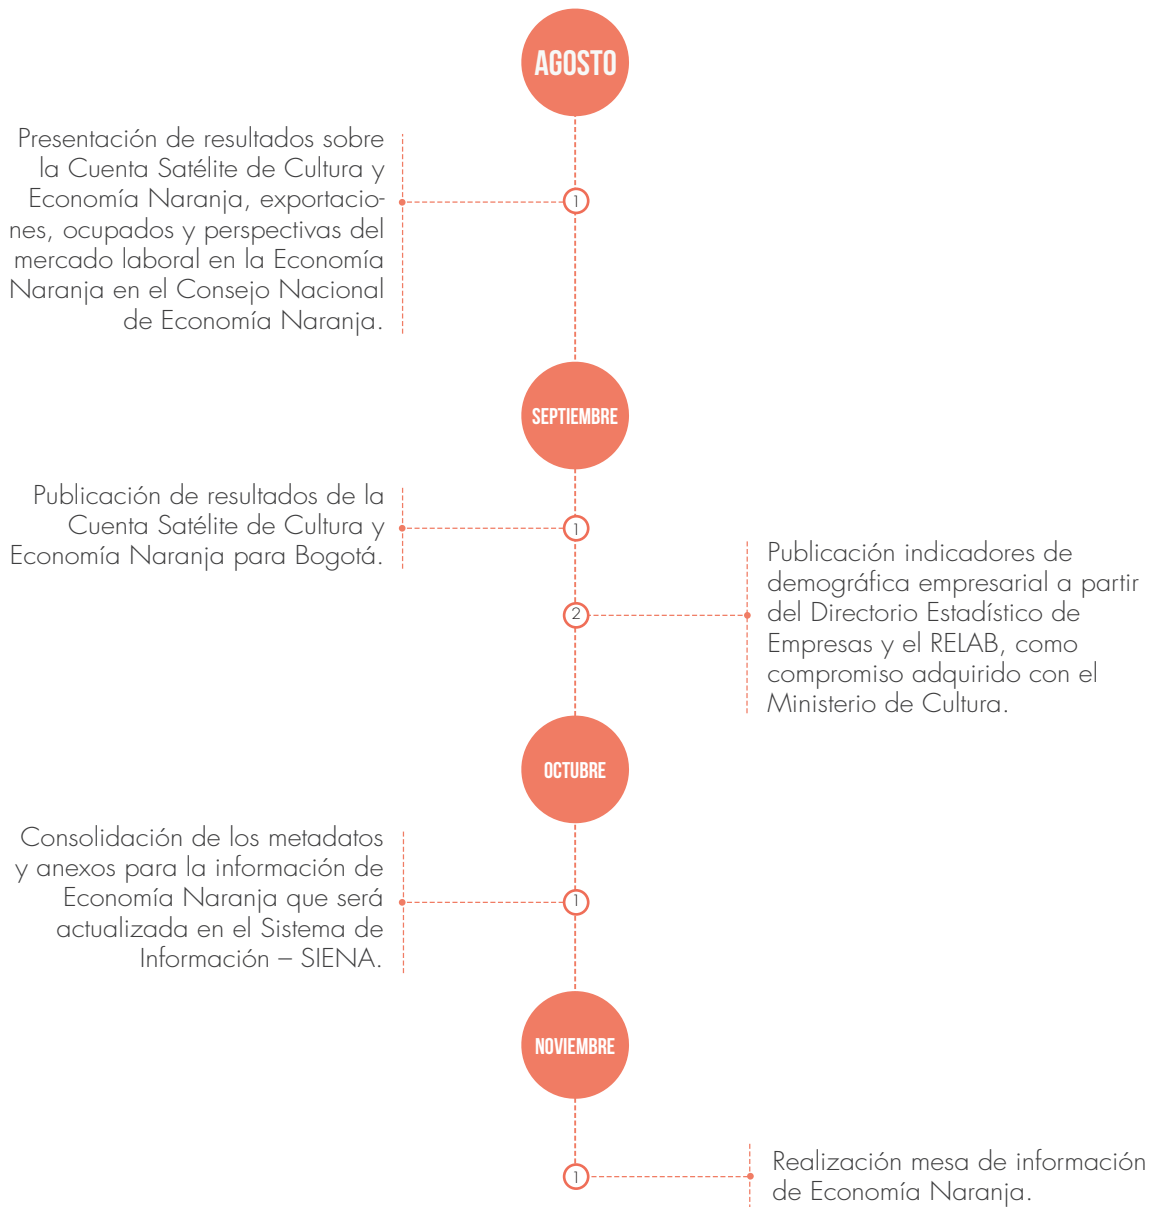 AGOSTO
Presentación de resultados sobre
la Cuenta Satélite de Cultura y
Economía Naranja, exportacio-
nes, ocupados y perspectivas del
mercado laboral en la Economía
Naranja en el Consejo Nacional
de Economía Naranja.
1
SEPTIEMBRE
Publicación de resultados de la
Cuenta Satélite de Cultura y
Economía Naranja para Bogotá.
1
2
Publicación indicadores de
demográfica empresarial a partir
del Directorio Estadístico de
Empresas y el RELAB, como
compromiso adquirido con el
Ministerio de Cultura.
OCTUBRE
Consolidación de los metadatos
y anexos para la información de
Economía Naranja que será
actualizada en el Sistema de
Información – SIENA.
1
NOVIEMBRE
1
Realización mesa de información
de Economía Naranja.